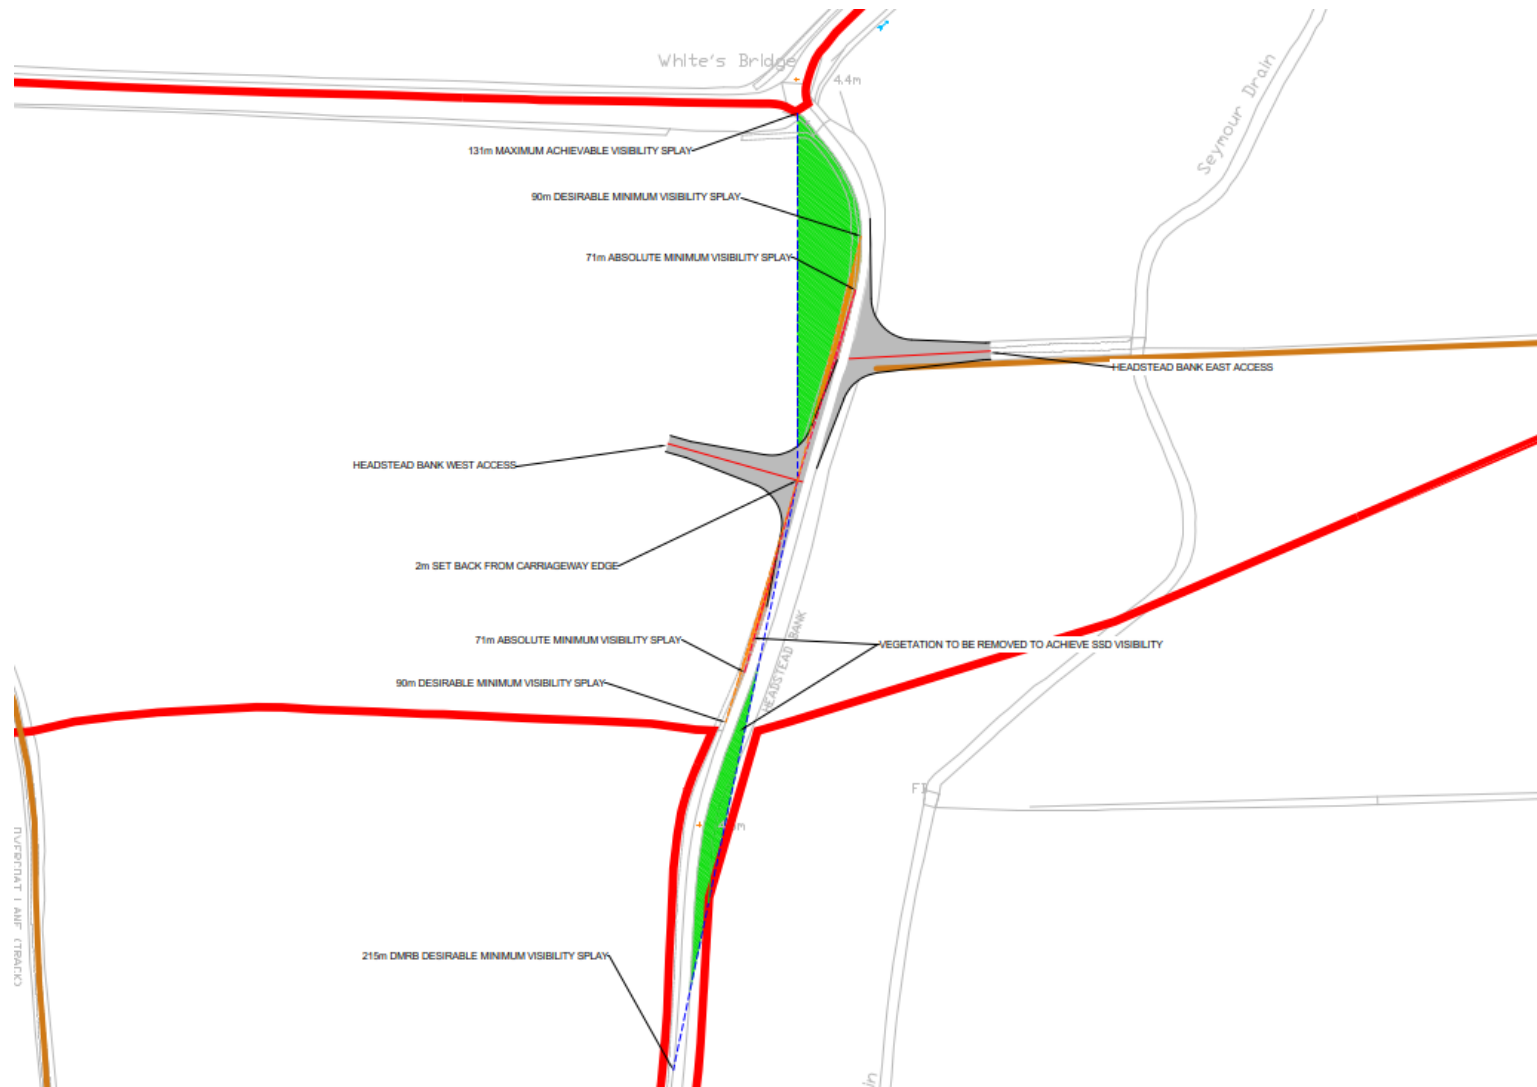 White's Bridge
4.4m
Seymour Drain
131m MAXIMUM ACHIEVABLE VISIBILITY SPLAY
90m DESIRABLE MINIMUM VISIBILITY SPLAY
71m ABSOLUTE MINIMUM VISIBILITY SPLAY
HEADSTEAD BANK EAST ACCESS
HEADSTEAD BANK WEST ACCESS
2m SET BACK FROM CARRIAGEWAY EDGE
71m ABSOLUTE MINIMUM VISIBILITY SPLAY
VEGETATION TO BE REMOVED TO ACHIEVE SSD VISIBILITY
HEADSTEAD BANK
90m DESIRABLE MINIMUM VISIBILITY SPLAY
OVERCOAT LANE (TRACK)
215m DMRB DESIRABLE MINIMUM VISIBILITY SPLAY